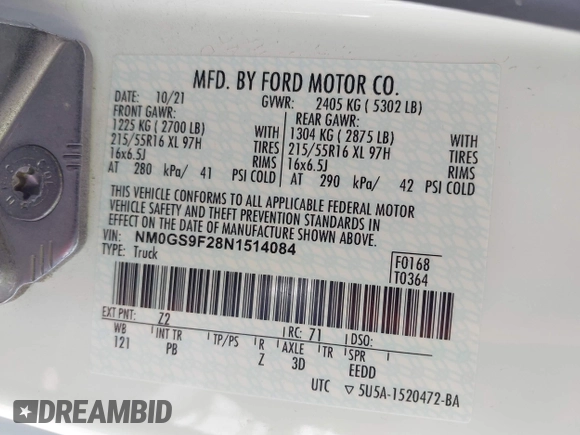 MFD. BY FORD MOTOR CO.
DATE: 10/21 GVWR: 2405 KG ( 5302 LB)
FRONT GAWR: REAR GAWR:
1225 KG ( 2700 LB) WITH 1304 KG ( 2875 LB) WITH
215/55R16 XL 97H TIRES 215/55R16 XL 97H TIRES
16x6.5J RIMS 16x6.5J RIMS
AT 280 kPa/ 41 PSI COLD AT 290 kPa/ 42 PSI COLD
THIS VEHICLE CONFORMS TO ALL APPLICABLE FEDERAL MOTOR
VEHICLE SAFETY AND THEFT PREVENTION STANDARDS IN
EFFECT ON THE DATE OF MANUFACTURE SHOWN ABOVE.
VIN: NM0GS9F28N1514084
TYPE: Truck
F0168
T0364
EXT PNT: Z2 RC: 71 DSO:
WB INT TR TP/PS R AXLE TR SPR
121 PB Z 3D EEDD
UTC ▽ 5U5A-1520472-BA
DREAMBID